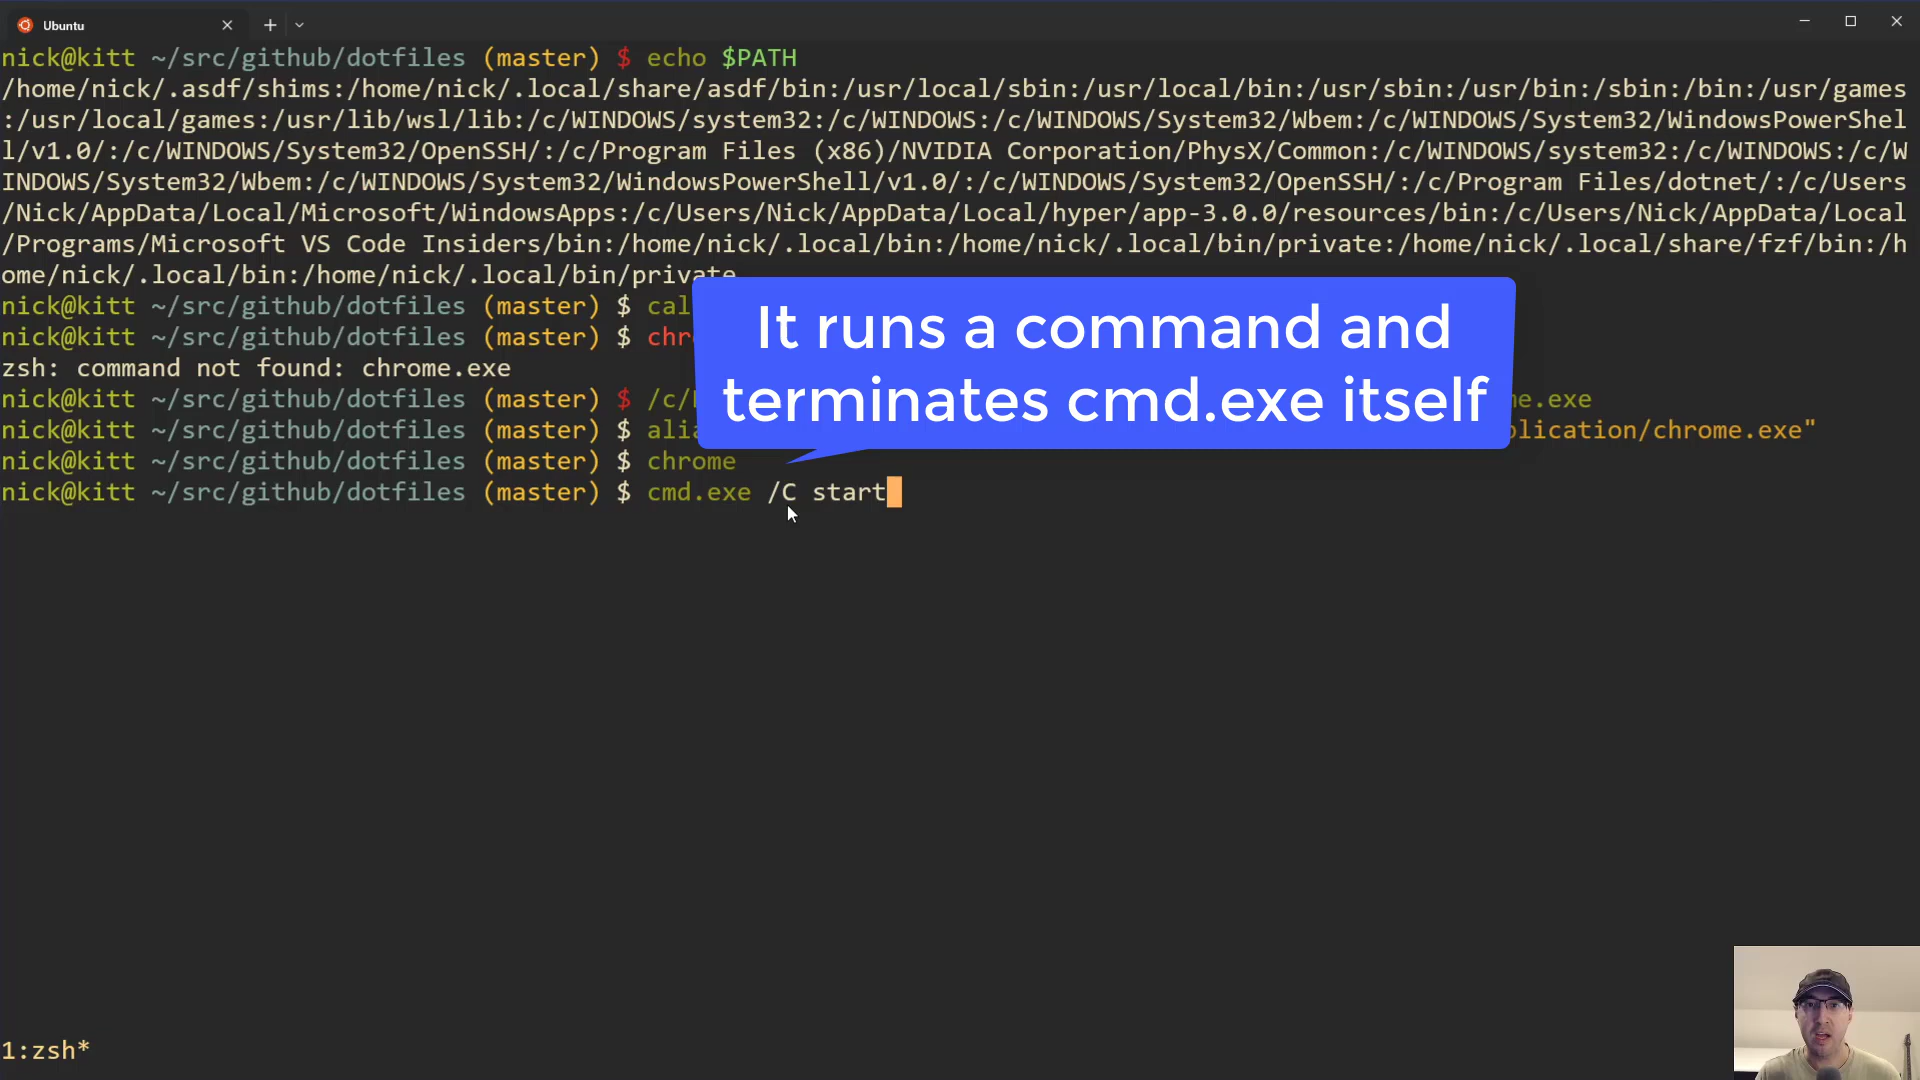 Ubuntu
nick@kitt ~/src/github/dotfiles (master) $ echo $PATH
/home/nick/.asdf/shims:/home/nick/.local/share/asdf/bin:/usr/local/sbin:/usr/local/bin:/usr/sbin:/usr/bin:/sbin:/bin:/usr/games
:/usr/local/games:/usr/lib/wsl/lib:/c/WINDOWS/system32:/c/WINDOWS:/c/WINDOWS/System32/Wbem:/c/WINDOWS/System32/WindowsPowerShel
l/v1.0/:/c/WINDOWS/System32/OpenSSH/:/c/Program Files (x86)/NVIDIA Corporation/PhysX/Common:/c/WINDOWS/system32:/c/WINDOWS:/c/W
INDOWS/System32/Wbem:/c/WINDOWS/System32/WindowsPowerShell/v1.0/:/c/WINDOWS/System32/OpenSSH/:/c/Program Files/dotnet/:/c/Users
/Nick/AppData/Local/Microsoft/WindowsApps:/c/Users/Nick/AppData/Local/hyper/app-3.0.0/resources/bin:/c/Users/Nick/AppData/Local
/Programs/Microsoft VS Code Insiders/bin:/home/nick/.local/bin:/home/nick/.local/bin/private:/home/nick/.local/share/fzf/bin:/h
ome/nick/.local/bin:/home/nick/.local/bin/private
nick@kitt ~/src/github/dotfiles (master) $ cal
nick@kitt ~/src/github/dotfiles (master) $ chr
zsh: command not found: chrome.exe
nick@kitt ~/src/github/dotfiles (master) $ /c/ e.exe
nick@kitt ~/src/github/dotfiles (master) $ alia plication/chrome.exe"
nick@kitt ~/src/github/dotfiles (master) $ chrome
nick@kitt ~/src/github/dotfiles (master) $ cmd.exe /C start
It runs a command and
terminates cmd.exe itself
1:zsh*